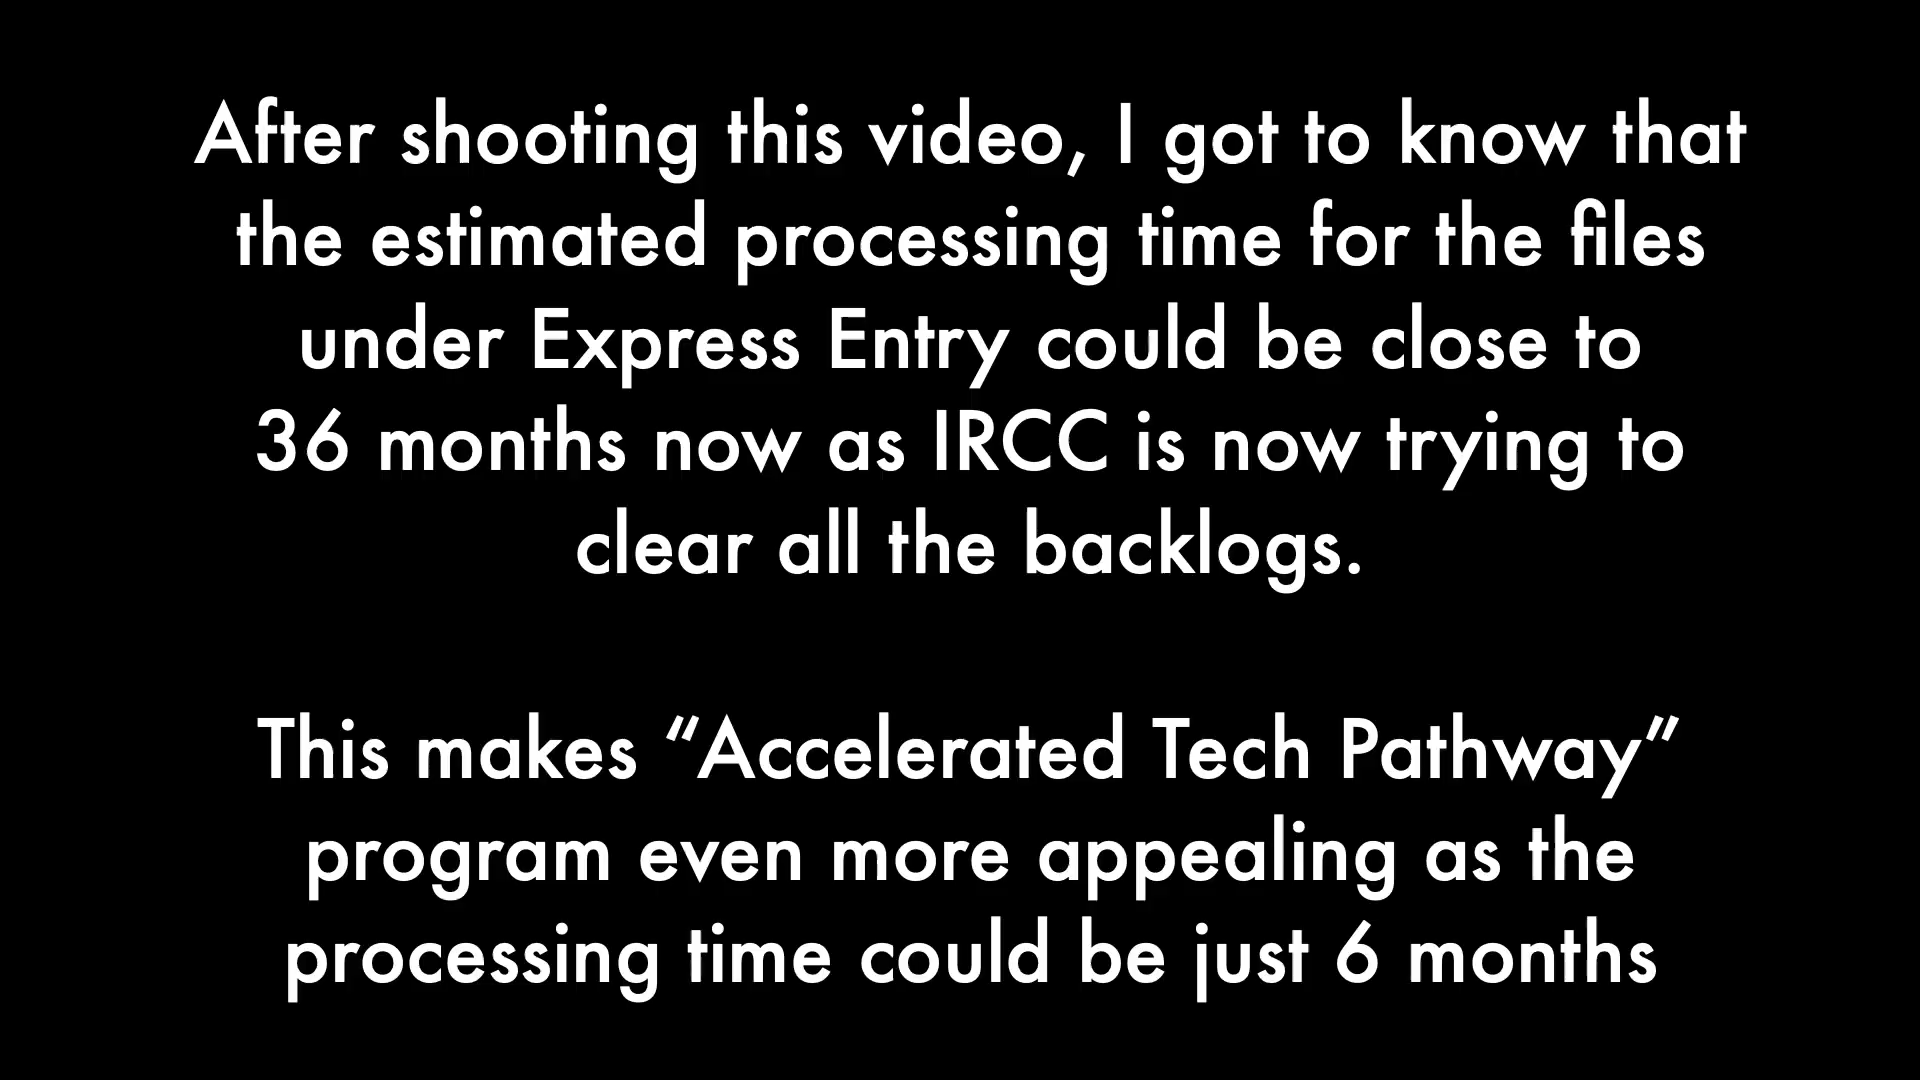 After shooting this video, I got to know that
the estimated processing time for the files
under Express Entry could be close to
36 months now as IRCC is now trying to
clear all the backlogs.
This makes “Accelerated Tech Pathway”
program even more appealing as the
processing time could be just 6 months